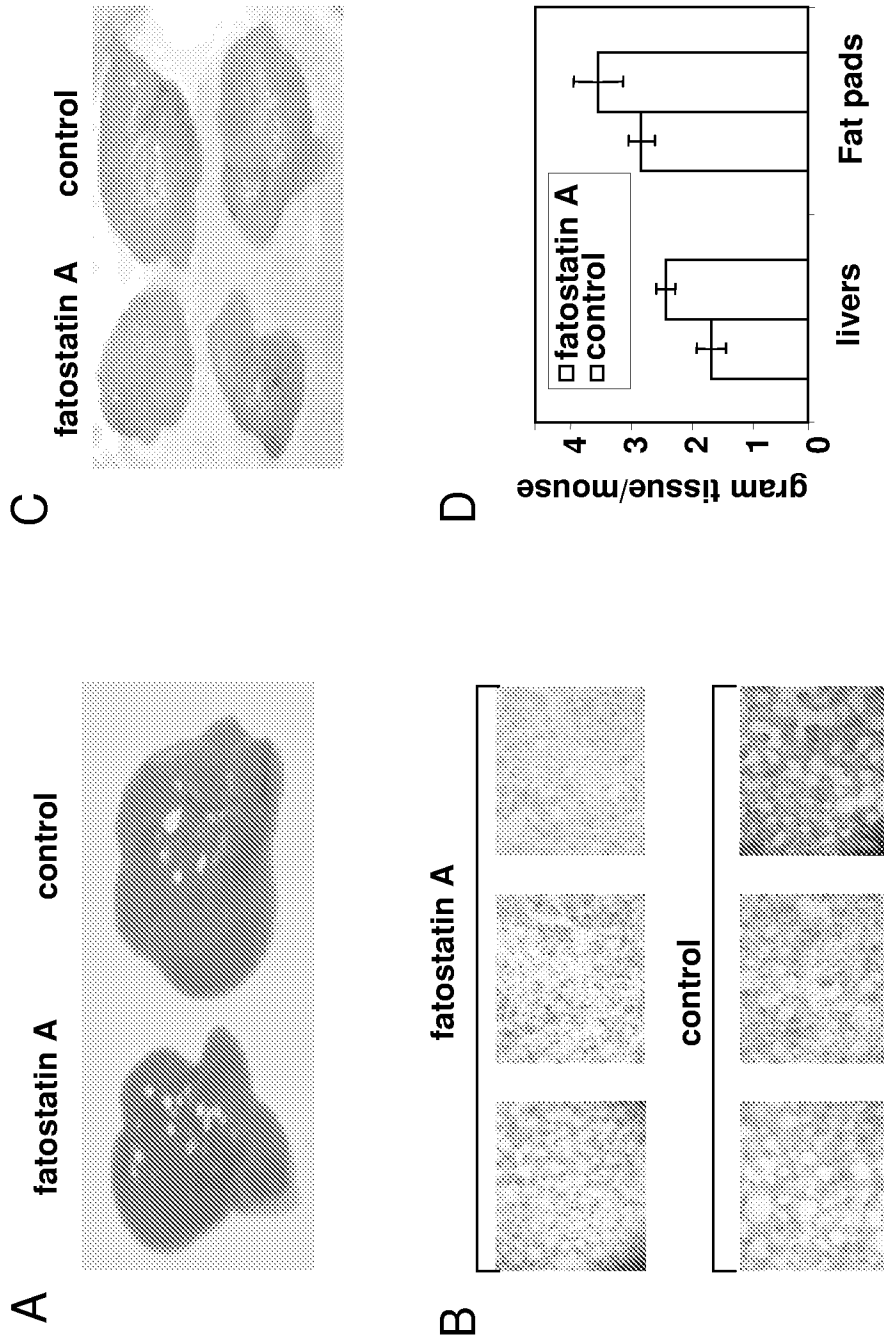 A
fatostatin A
control
B
fatostatin A
control
C
fatostatin A
control
D
gram tissue/mouse
4
3
2
1
0
fatostatin A
control
livers
Fat pads